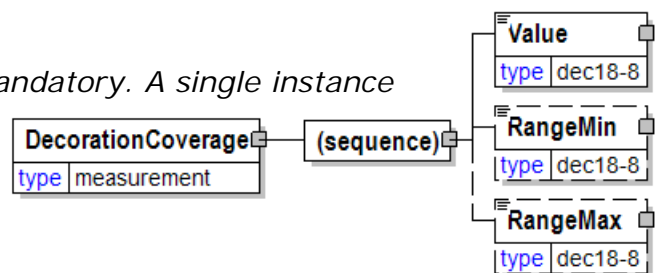 Value
type dec18-8
andatory. A single instance
RangeMin
type dec18-8
DecorationCoverage
type measurement
(sequence)
RangeMax
type dec18-8